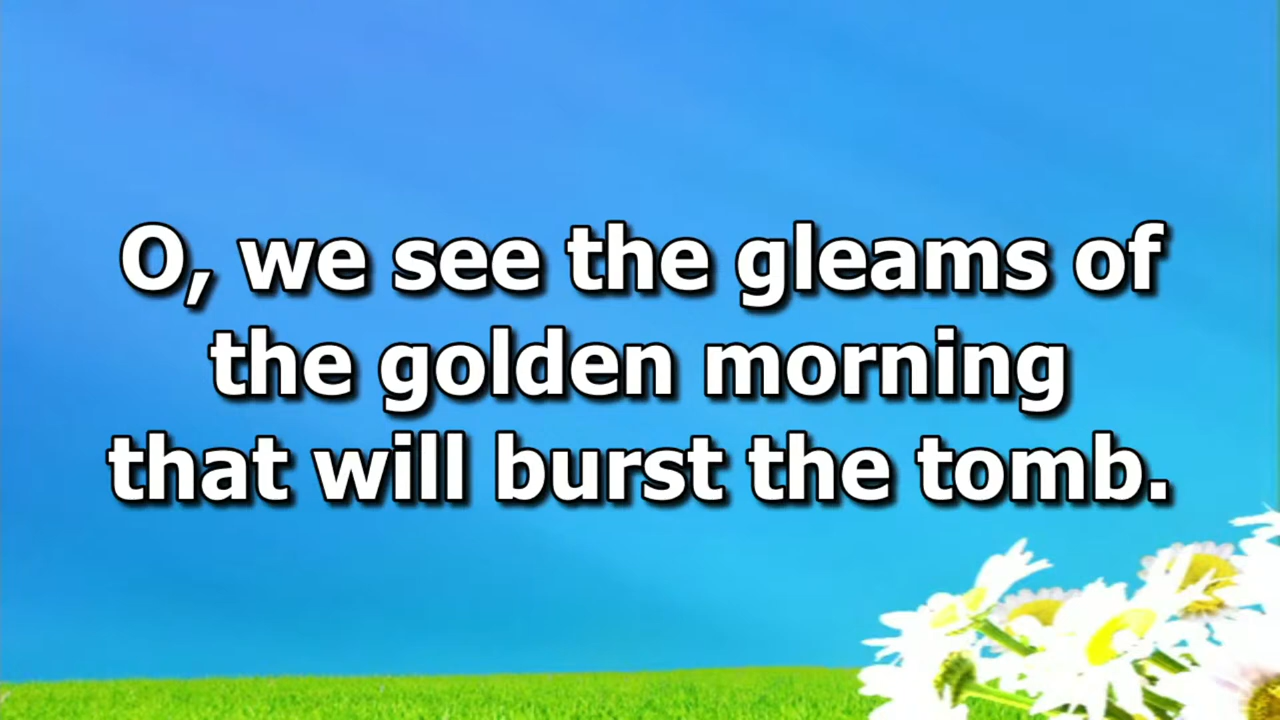 O, we see the gleams of
the golden morning
that will burst the tomb.